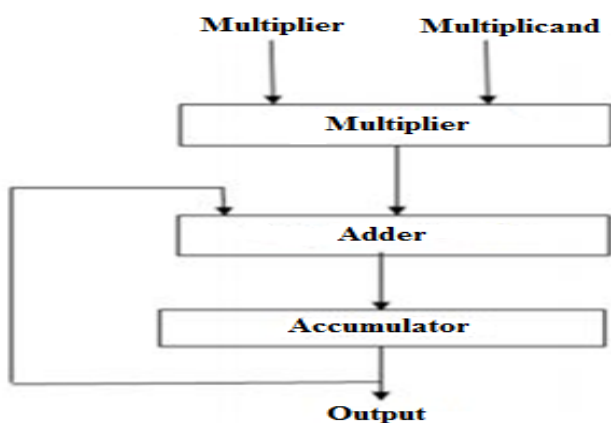 Multiplier Multiplicand
Multiplier
Adder
Accumulator
Output